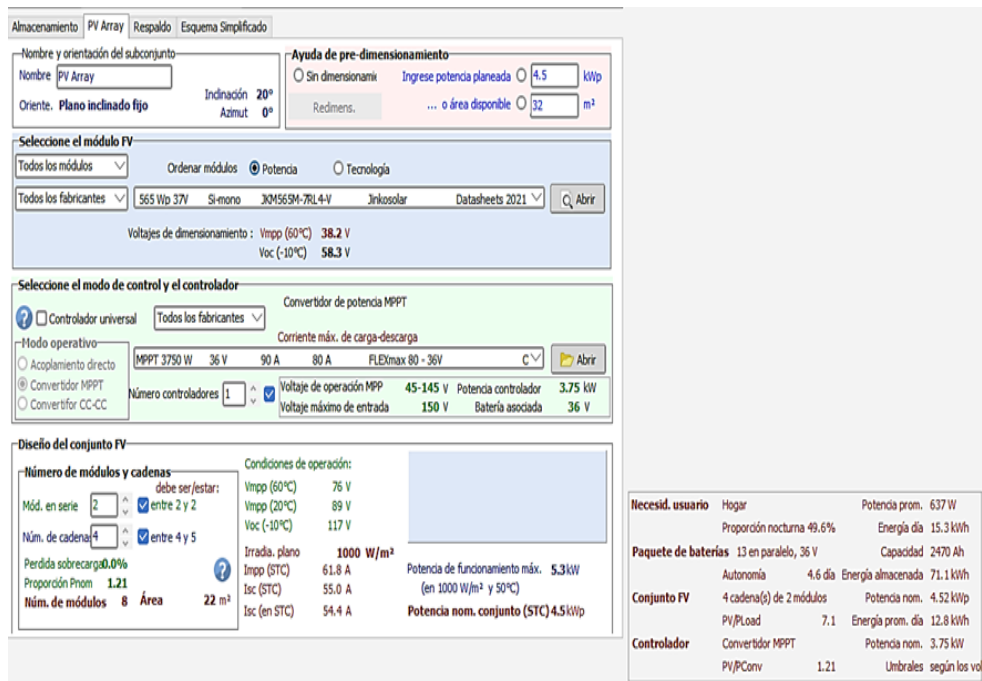 Almacenamiento PV Array Respaldo Esquema Simplificado
Nombre y orientación del subconjunto
Nombre PV Array
Oriente. Plano inclinado fijo
Inclinación 20°
Azimut 0°
Ayuda de pre-dimensionamiento
Sin dimensionamie Ingrese potencia planeada 4.5 kWp
Redimens. ... o área disponible 32 m²
Seleccione el módulo FV
Todos los módulos Ordenar módulos Potencia Tecnología
Todos los fabricantes 565 Wp 37V Si-mono JKM565M-7RL4-V Jinkosolar Datasheets 2021 Abrir
Voltajes de dimensionamiento : Vmpp (60°C) 38.2 V
Voc (-10°C) 58.3 V
Seleccione el modo de control y el controlador
Convertidor de potencia MPPT
Controlador universal Todos los fabricantes
Corriente máx. de carga-descarga
Modo operativo
Acoplamiento directo
Convertidor MPPT
Convertifor CC-CC
MPPT 3750 W 36 V 90 A 80 A FLEXmax 80 - 36V C Abrir
Número controladores 1
Voltaje de operación MPP 45-145 V Potencia controlador 3.75 kW
Voltaje máximo de entrada 150 V Batería asociada 36 V
Diseño del conjunto FV
Número de módulos y cadenas
debe ser/estar:
Mód. en serie 2 entre 2 y 2
Núm. de cadena 4 entre 4 y 5
Perdida sobrecarga 0.0%
Proporción Pnom 1.21
Núm. de módulos 8 Área 22 m²
Condiciones de operación:
Vmpp (60°C) 76 V
Vmpp (20°C) 89 V
Voc (-10°C) 117 V
Irradia. plano 1000 W/m²
Impp (STC) 61.8 A
Isc (STC) 55.0 A
Isc (en STC) 54.4 A
Potencia de funcionamiento máx. 5.3 kW
(en 1000 W/m² y 50°C)
Potencia nom. conjunto (STC) 4.5 kWp
Necesid. usuario Hogar Potencia prom. 637 W
Proporción nocturna 49.6% Energía día 15.3 kWh
Paquete de baterías 13 en paralelo, 36 V Capacidad 2470 Ah
Autonomía 4.6 día Energía almacenada 71.1 kWh
Conjunto FV 4 cadena(s) de 2 módulos Potencia nom. 4.52 kWp
PV/PLoad 7.1 Energía prom. día 12.8 kWh
Controlador Convertidor MPPT Potencia nom. 3.75 kW
PV/PConv 1.21 Umbrales según los vol